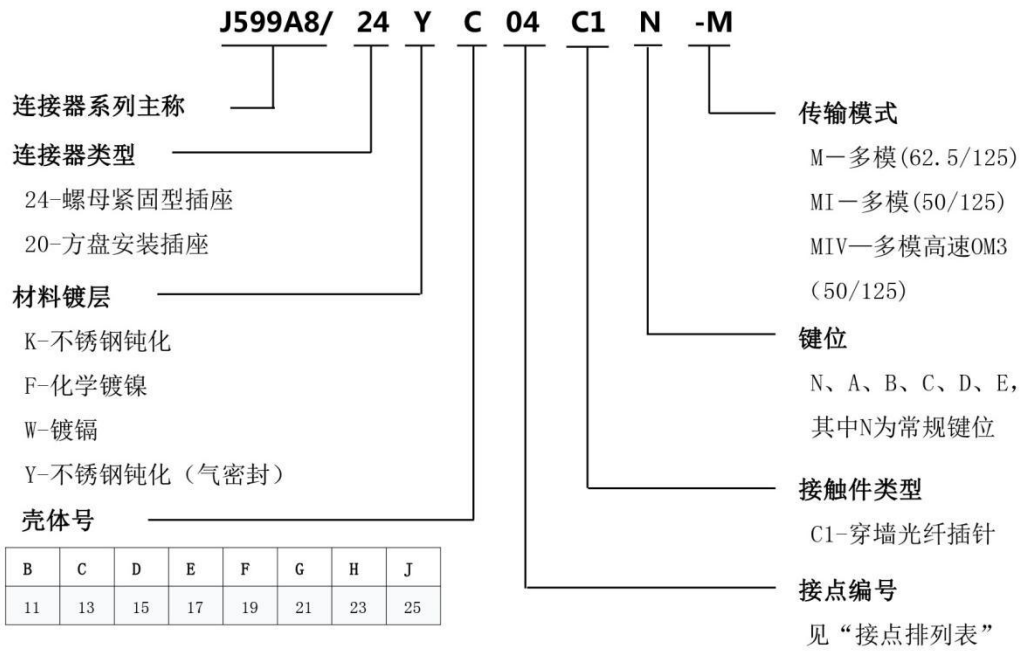 J599A8/ 24 Y C 04 C1 N -M
连接器系列主称
连接器类型
24-螺母紧固型插座
20-方盘安装插座
材料镀层
K-不锈钢钝化
F-化学镀镍
W-镀镉
Y-不锈钢钝化（气密封）
壳体号
B C D E F G H J
11 13 15 17 19 21 23 25
传输模式
M—多模(62.5/125)
MI—多模(50/125)
MIV—多模高速OM3
（50/125）
键位
N、A、B、C、D、E，
其中N为常规键位
接触件类型
C1-穿墙光纤插针
接点编号
见“接点排列表”